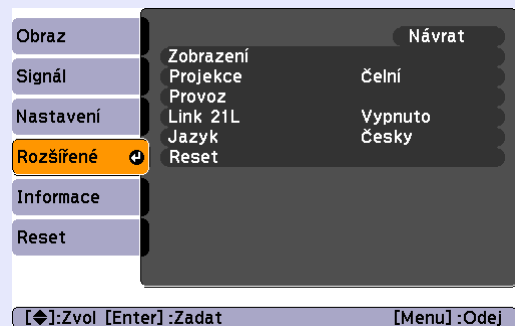 Obraz
Signál
Nastavení
Rozšířené
Informace
Reset
Návrat
Zobrazení
Projekce Čelní
Provoz
Link 21L Vypnuto
Jazyk Česky
Reset
[◆]:Zvol [Enter] :Zadat [Menu] :Odej